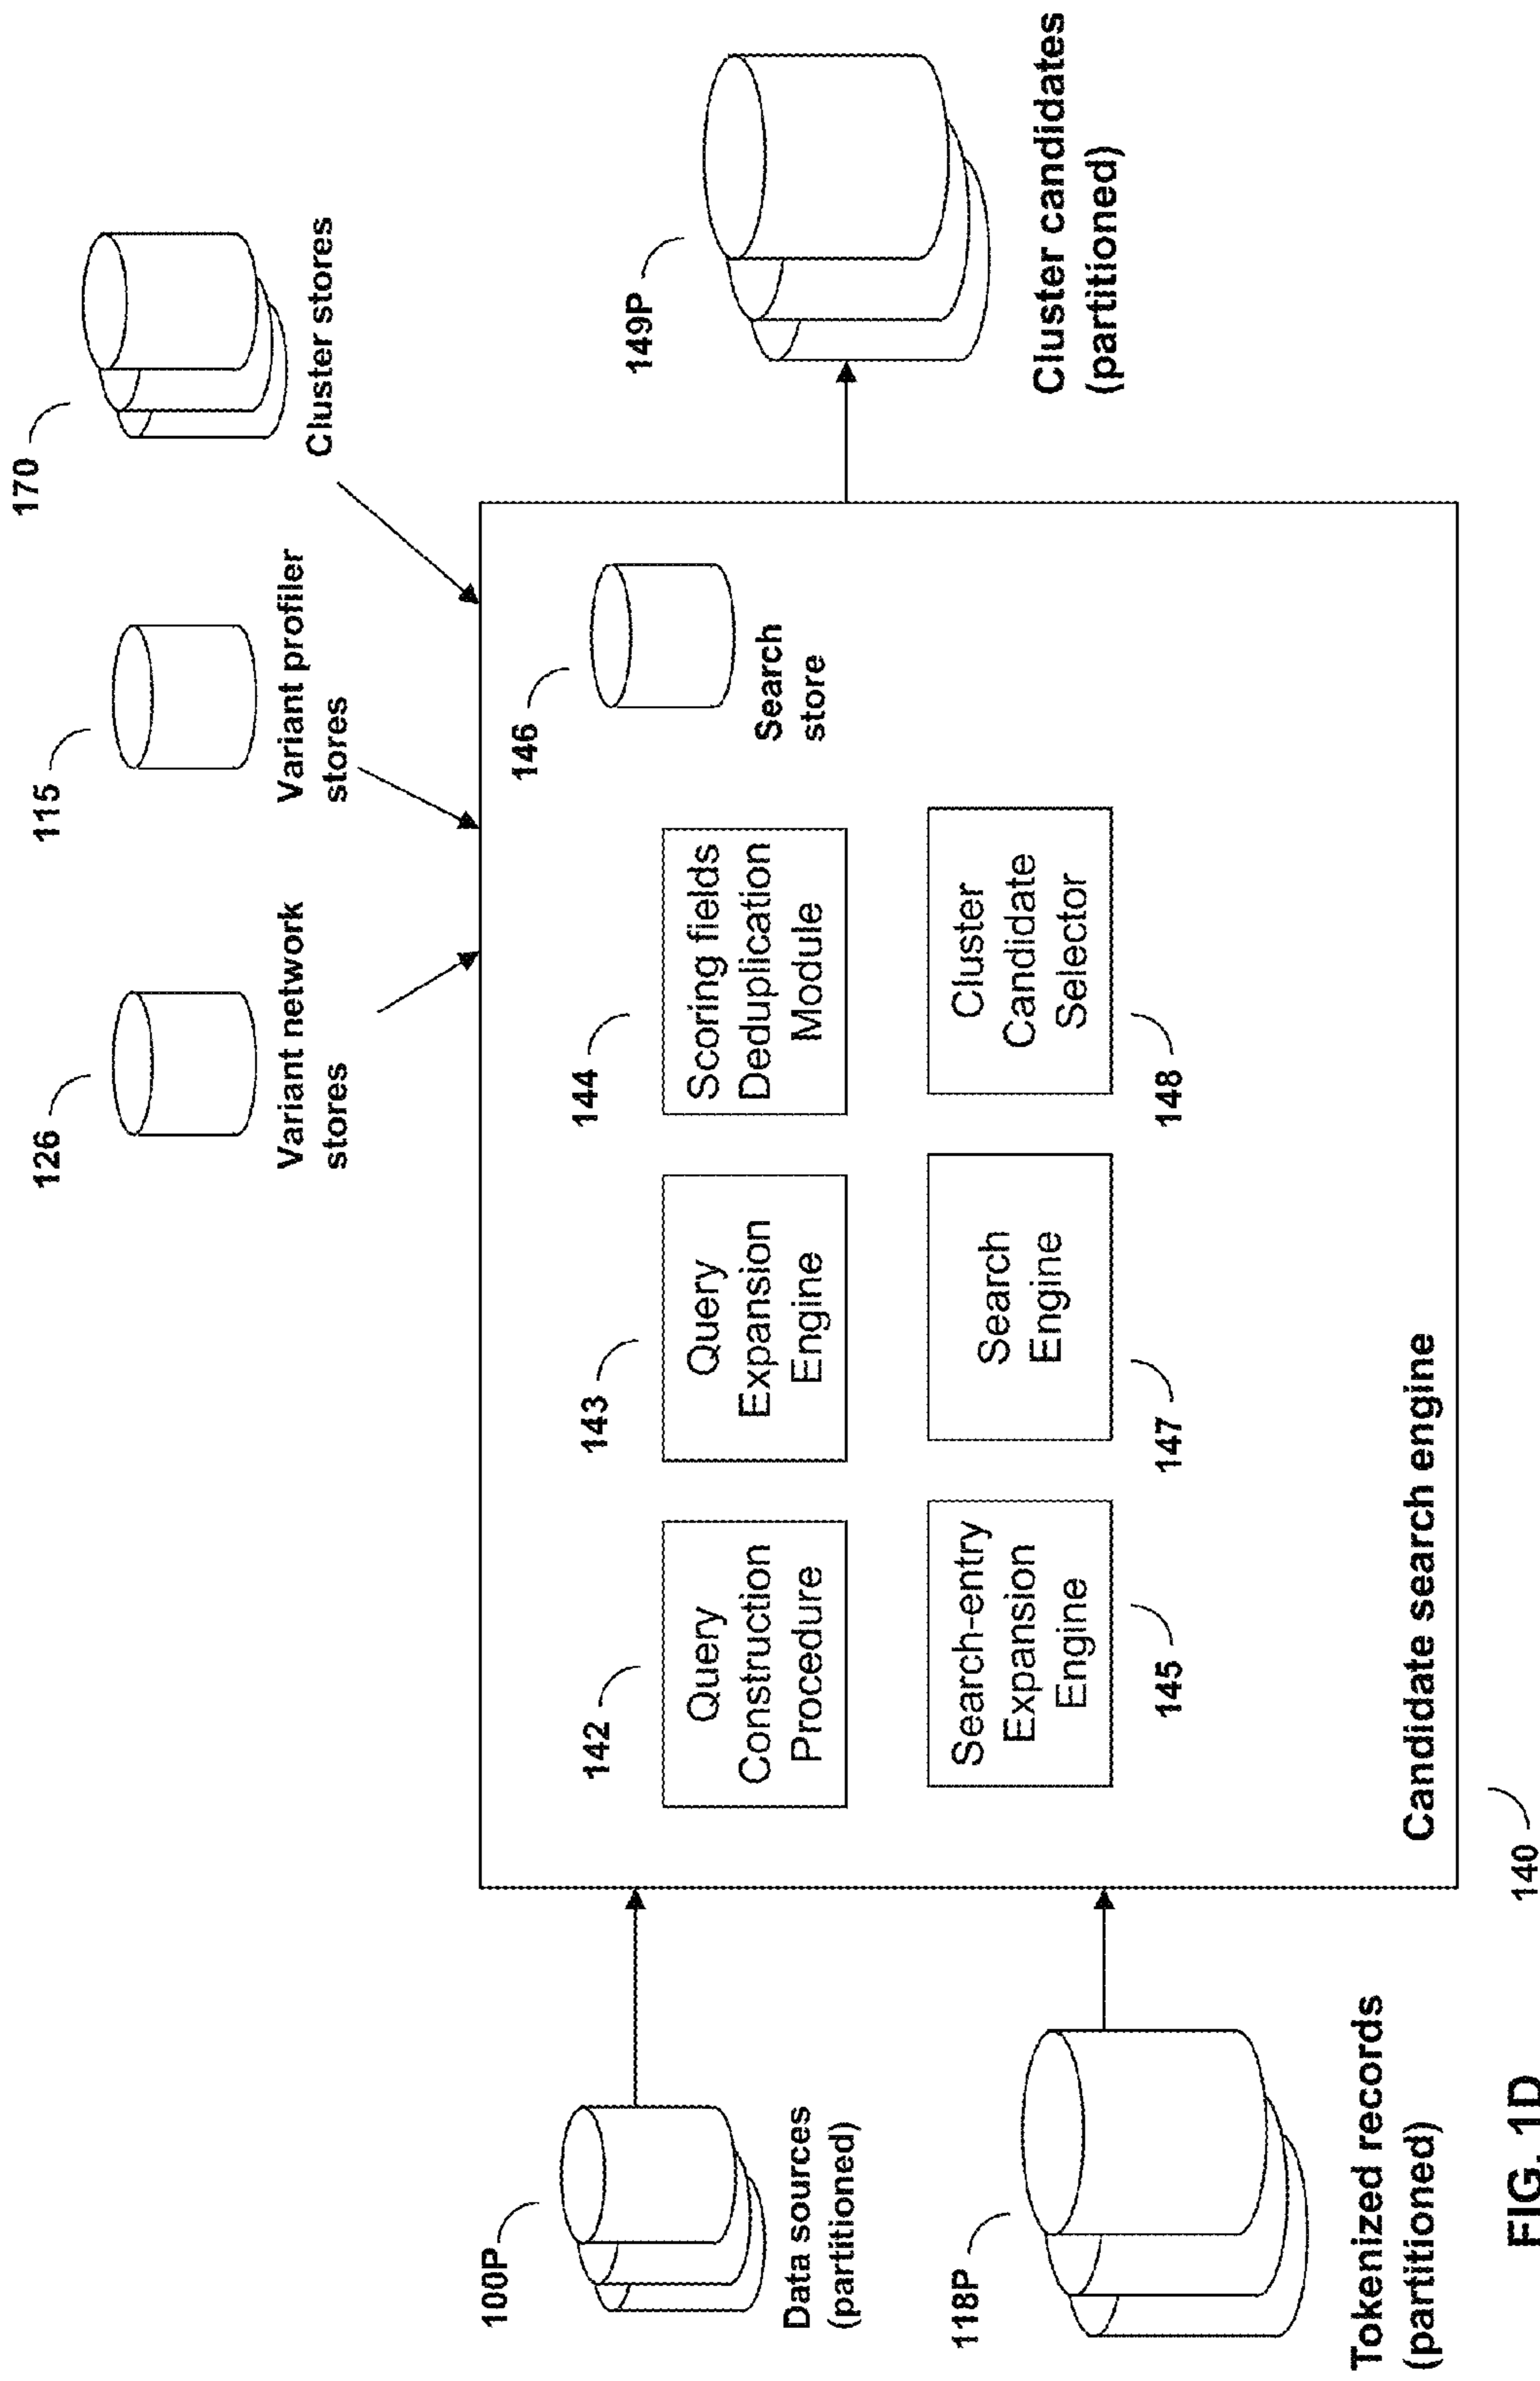 126
115
170
Variant network
stores
Variant profiler
stores
Cluster stores
100P
Data sources
(partitioned)
118P
Tokenized records
(partitioned)
142
Query
Construction
Procedure
143
Query
Expansion
Engine
144
Scoring fields
Deduplication
Module
146
Search
store
Search-entry
Expansion
Engine
145
Search
Engine
147
Cluster
Candidate
Selector
148
Candidate search engine
140
149P
Cluster candidates
(partitioned)
FIG. 1D